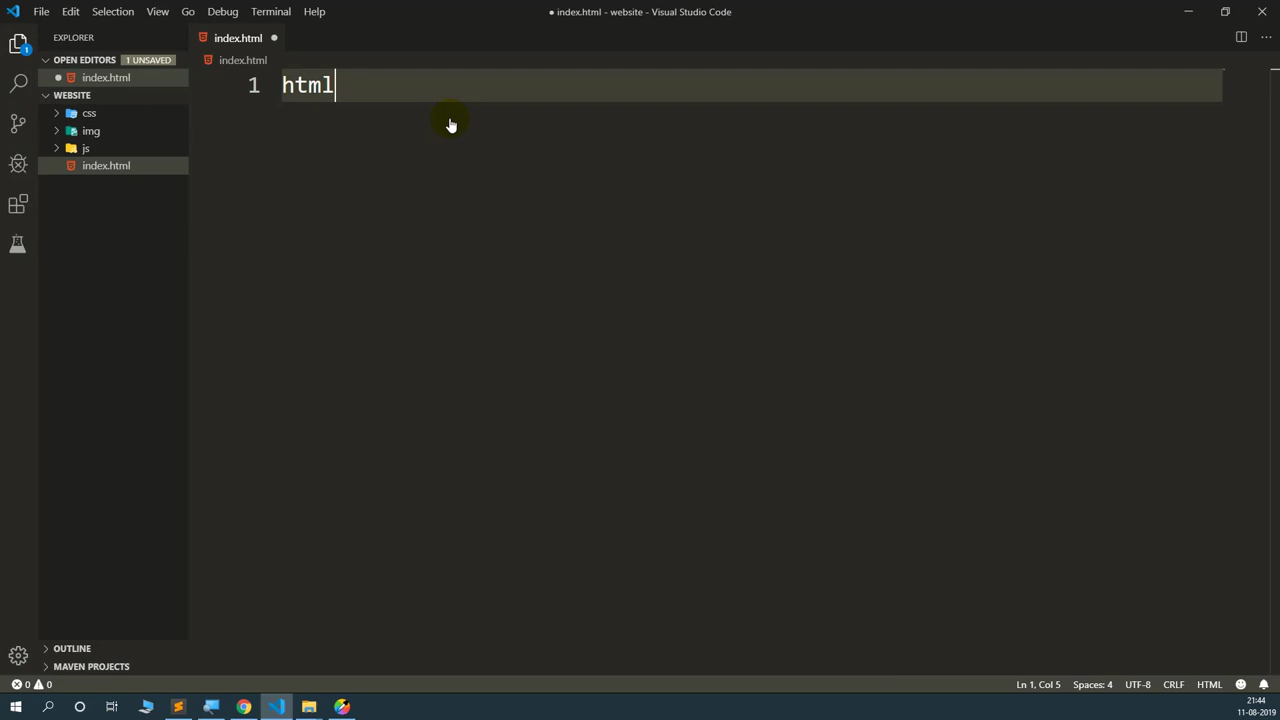 File Edit Selection View Go Debug Terminal Help
● index.html - website - Visual Studio Code
EXPLORER
index.html
OPEN EDITORS 1 UNSAVED
index.html
index.html
WEBSITE
css
img
js
index.html
1 html
OUTLINE
MAVEN PROJECTS
0 0
Ln 1, Col 5 Spaces: 4 UTF-8 CRLF HTML
1
21:44
11-08-2019